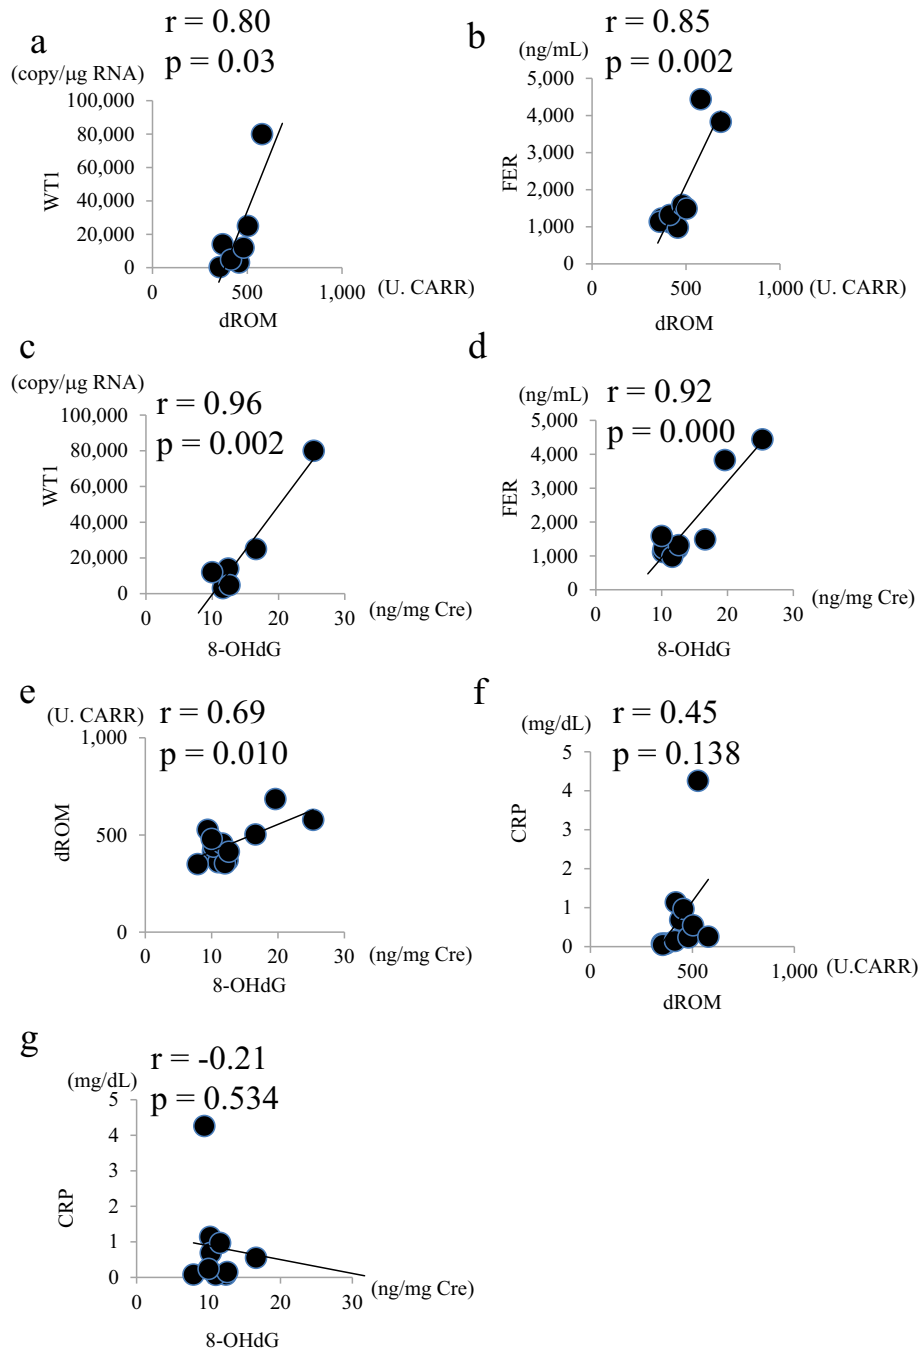 a
r = 0.80
p = 0.03
(copy/μg RNA)
100,000
80,000
60,000
40,000
20,000
0
WT1
0
500
1,000
(U. CARR)
dROM
b
r = 0.85
p = 0.002
(ng/mL)
5,000
4,000
3,000
2,000
1,000
0
FER
0
500
1,000
(U. CARR)
dROM
c
(copy/μg RNA)
r = 0.96
p = 0.002
100,000
80,000
60,000
40,000
20,000
0
WT1
0
10
20
30
(ng/mg Cre)
8-OHdG
d
(ng/mL)
r = 0.92
p = 0.000
5,000
4,000
3,000
2,000
1,000
0
FER
0
10
20
30
(ng/mg Cre)
8-OHdG
e
(U. CARR)
r = 0.69
p = 0.010
1,000
500
0
dROM
0
10
20
30
(ng/mg Cre)
8-OHdG
f
(mg/dL)
r = 0.45
p = 0.138
5
4
3
2
1
0
CRP
0
500
1,000
(U.CARR)
dROM
g
r = -0.21
p = 0.534
(mg/dL)
5
4
3
2
1
0
CRP
0
10
20
30
(ng/mg Cre)
8-OHdG